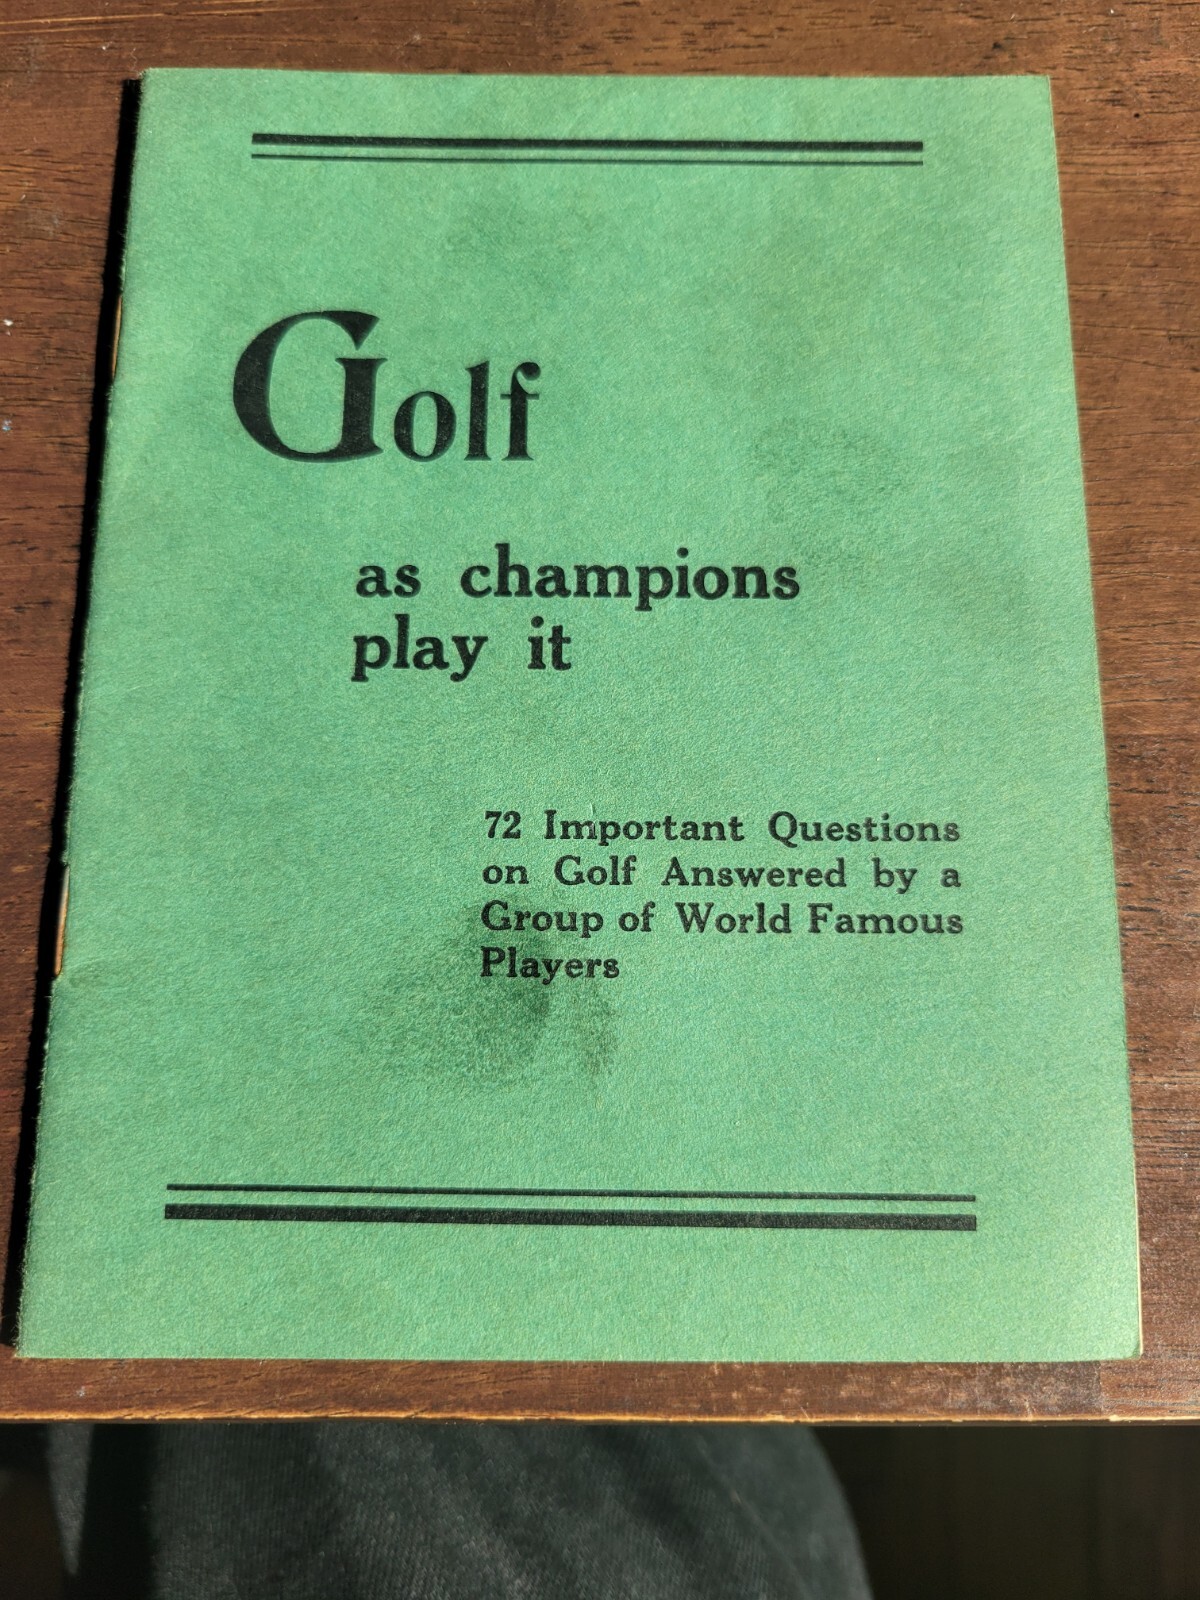 Golf
as champions
play it
72 Important Questions
on Golf Answered by a
Group of World Famous
Players